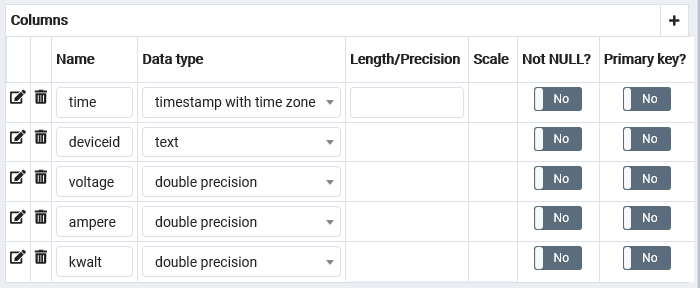 Columns +
Name Data type Length/Precision Scale Not NULL? Primary key?
time timestamp with time zone No No
deviceid text No No
voltage double precision No No
ampere double precision No No
kwalt double precision No No